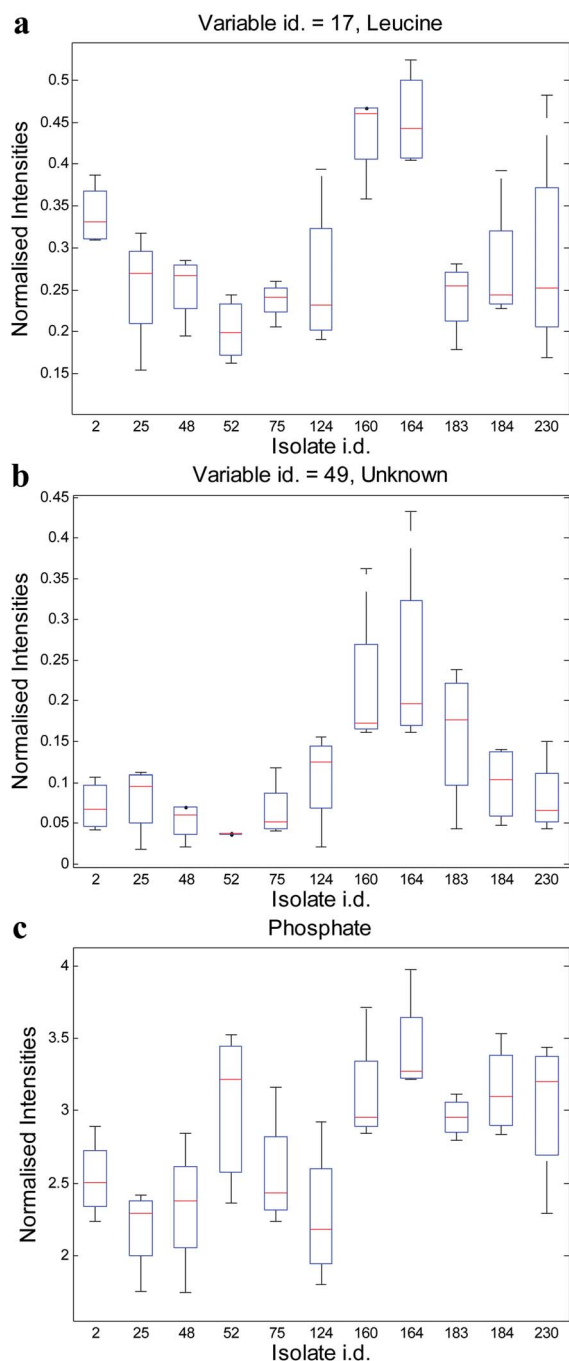 a
Variable id. = 17, Leucine
Normalised Intensities
0.5
0.45
0.4
0.35
0.3
0.25
0.2
0.15
2 25 48 52 75 124 160 164 183 184 230
Isolate i.d.
b
Variable id. = 49, Unknown
Normalised Intensities
0.45
0.4
0.35
0.3
0.25
0.2
0.15
0.1
0.05
0
2 25 48 52 75 124 160 164 183 184 230
Isolate i.d.
c
Phosphate
Normalised Intensities
4
3.5
3
2.5
2
2 25 48 52 75 124 160 164 183 184 230
Isolate i.d.